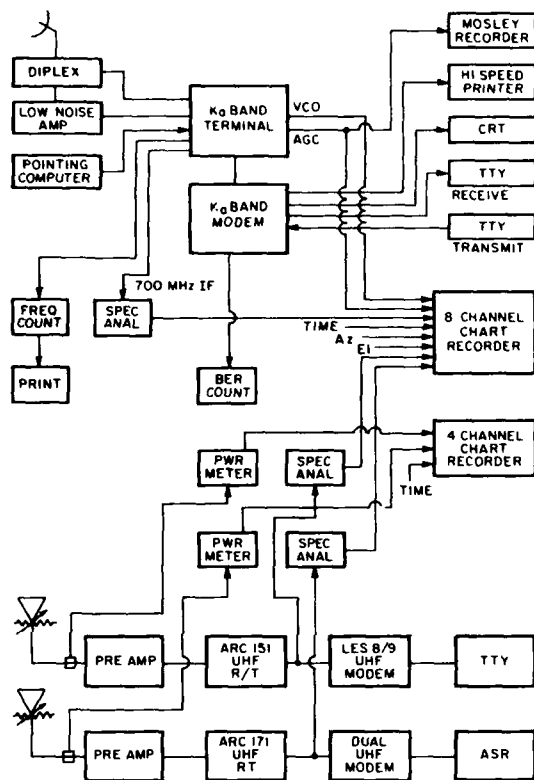 MOSLEY
RECORDER
DIPLEX
Ka BAND
TERMINAL
VCO
AGC
HI SPEED
PRINTER
LOW NOISE
AMP
CRT
POINTING
COMPUTER
Ka BAND
MODEM
TTY
RECEIVE
TTY
TRANSMIT
700 MHz IF
FREQ
COUNT
SPEC
ANAL
TIME
Az
El
8
CHANNEL
CHART
RECORDER
PRINT
BER
COUNT
PWR
METER
SPEC
ANAL
4 CHANNEL
CHART
RECORDER
TIME
PWR
METER
SPEC
ANAL
PRE AMP
ARC 151
UHF
R/T
LES 8/9
UHF
MODEM
TTY
PRE AMP
ARC 171
UHF
RT
DUAL
UHF
MODEM
ASR